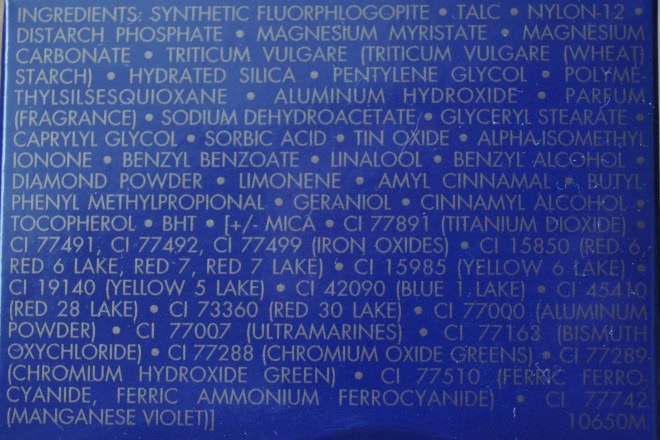 INGREDIENTS: SYNTHETIC FLUORPHLOGOPITE • TALC • NYLON-12 •
DISTARCH PHOSPHATE • MAGNESIUM MYRISTATE • MAGNESIUM
CARBONATE • TRITICUM VULGARE (TRITICUM VULGARE (WHEAT)
STARCH) • HYDRATED SILICA • PENTYLENE GLYCOL • POLYME-
THYLSILSESQUIOXANE • ALUMINUM HYDROXIDE • PARFUM
(FRAGRANCE) • SODIUM DEHYDROACETATE • GLYCERYL STEARATE •
CAPRYLYL GLYCOL • SORBIC ACID • TIN OXIDE • ALPHA-ISOMETHYL
IONONE • BENZYL BENZOATE • LINALOOL • BENZYL ALCOHOL •
DIAMOND POWDER • LIMONENE • AMYL CINNAMAL • BUTYL-
PHENYL METHYLPROPIONAL • GERANIOL • CINNAMYL ALCOHOL •
TOCOPHEROL • BHT • [+/- MICA • CI 77891 (TITANIUM DIOXIDE) •
CI 77491, CI 77492, CI 77499 (IRON OXIDES) • CI 15850 (RED 6,
RED 6 LAKE, RED 7, RED 7 LAKE) • CI 15985 (YELLOW 6 LAKE) •
CI 19140 (YELLOW 5 LAKE) • CI 42090 (BLUE 1 LAKE) • CI 45410
(RED 28 LAKE) • CI 73360 (RED 30 LAKE) • CI 77000 (ALUMINUM
POWDER) • CI 77007 (ULTRAMARINES) • CI 77163 (BISMUTH
OXYCHLORIDE) • CI 77288 (CHROMIUM OXIDE GREENS) • CI 77289
(CHROMIUM HYDROXIDE GREEN) • CI 77510 (FERRIC FERRO-
CYANIDE, FERRIC AMMONIUM FERROCYANIDE) • CI 77742
(MANGANESE VIOLET)] 10650M